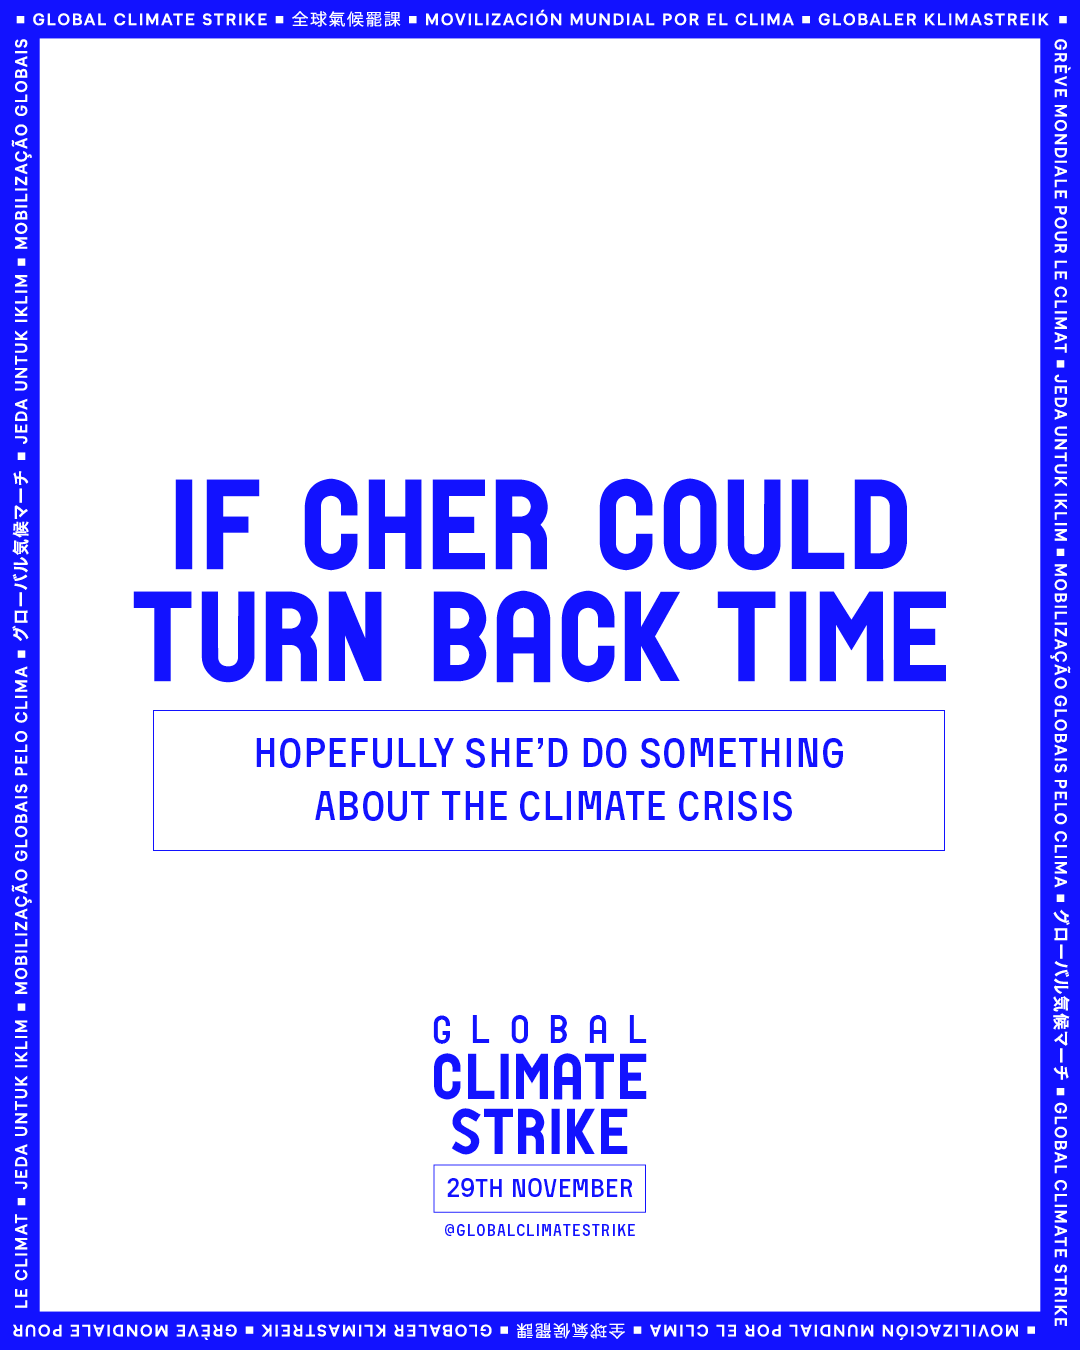 ■ GLOBAL CLIMATE STRIKE ■ 全球氣候罷課 ■ MOVILIZACIÓN MUNDIAL POR EL CLIMA ■ GLOBALER KLIMASTREIK ■
GRÈVE MONDIALE POUR LE CLIMAT ■ JEDA UNTUK IKLIM ■ MOBILIZAÇÃO GLOBAIS PELO CLIMA ■ グローバル気候マーチ ■ GLOBAL CLIMATE STRIKE
■ MOVILIZACIÓN MUNDIAL POR EL CLIMA ■ 全球氣候罷課 ■ GLOBALER KLIMASTREIK ■ GRÈVE MONDIALE POUR
LE CLIMAT ■ JEDA UNTUK IKLIM ■ MOBILIZAÇÃO GLOBAIS PELO CLIMA ■ グローバル気候マーチ ■ JEDA UNTUK IKLIM ■ MOBILIZAÇÃO GLOBAIS
IF CHER COULD
TURN BACK TIME
HOPEFULLY SHE'D DO SOMETHING
ABOUT THE CLIMATE CRISIS
GLOBAL
CLIMATE
STRIKE
29TH NOVEMBER
@GLOBALCLIMATESTRIKE